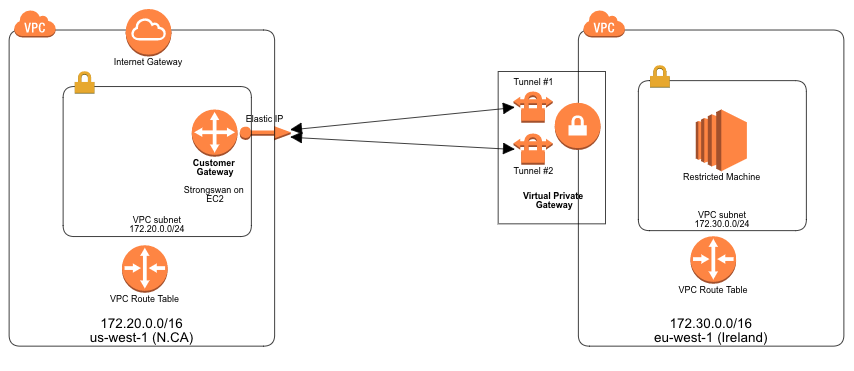 VPC
Internet Gateway
Elastic IP
Customer
Gateway
Strongswan on
EC2
VPC subnet
172.20.0.0/24
VPC Route Table
172.20.0.0/16
us-west-1 (N.CA)
Tunnel #1
Tunnel #2
Virtual Private
Gateway
VPC
Restricted Machine
VPC subnet
172.30.0.0/24
VPC Route Table
172.30.0.0/16
eu-west-1 (Ireland)